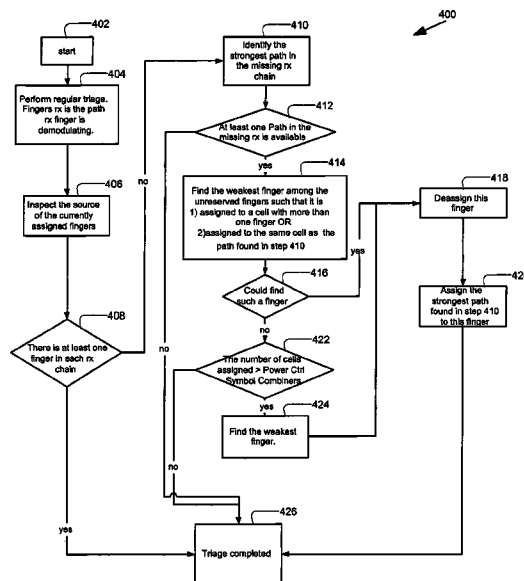 400
402
start
404
Perform regular triage.
Fingers rx is the path
rx finger is
demodulating.
406
Inspect the source
of the currently
assigned fingers
408
There is at least one
finger in each rx
chain
no
yes
410
Identify the
strongest path in
the missing rx
chain
412
At least one Path in the
missing rx is available
yes
no
414
Find the weakest finger among the
unreserved fingers such that it is
1) assigned to a cell with more than
one finger OR
2)assigned to the same cell as the
path found in step 410
416
Could find
such a finger
yes
no
422
The number of cells
assigned > Power Ctrl
Symbol Combiners
yes
no
424
Find the weakest
finger.
418
Deassign this
finger
42
Assign the
strongest path
found in step 410
to this finger
426
Triage completed